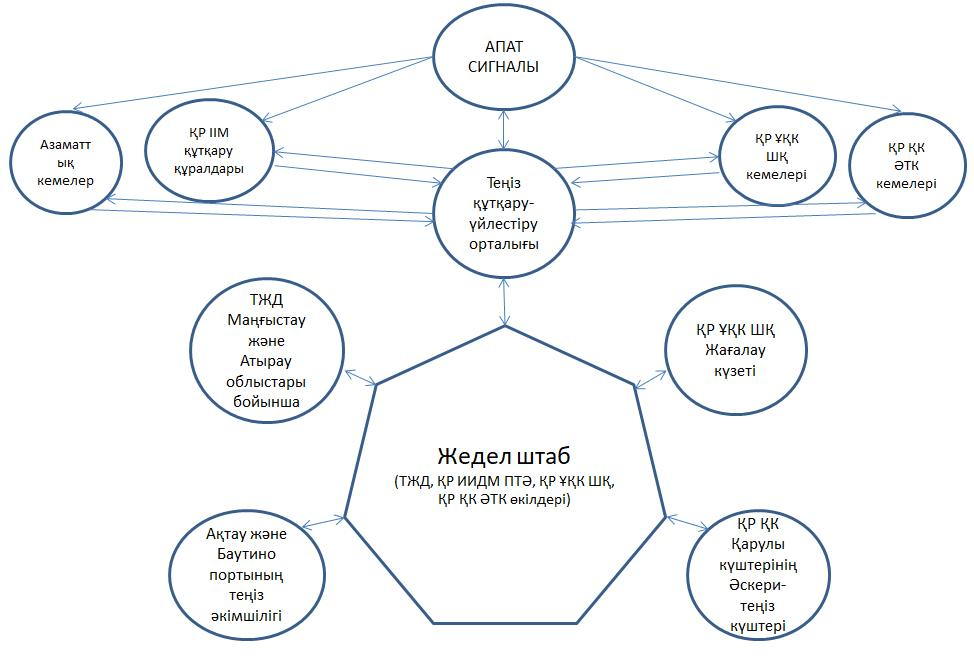 АПАТ
СИГНАЛЫ
Азаматт
ық
кемелер
ҚР ІІМ
құтқару
құралдары
Теңіз
құтқару-
үйлестіру
орталығы
ҚР ҰҚК
ШҚ
кемелері
ҚР ҚК
ӘТК
кемелері
ТЖД
Маңғыстау
және
Атырау
облыстары
бойынша
ҚР ҰҚК ШҚ
Жағалау
күзеті
Жедел штаб
(ТЖД, ҚР ИИДМ ПТӘ, ҚР ҰҚК ШҚ,
ҚР ҚК ӘТК өкілдері)
Ақтау және
Баутино
портының
теңіз
әкімшілігі
ҚР ҚК
Қарулы
күштерінің
Әскери-
теңіз
күштері